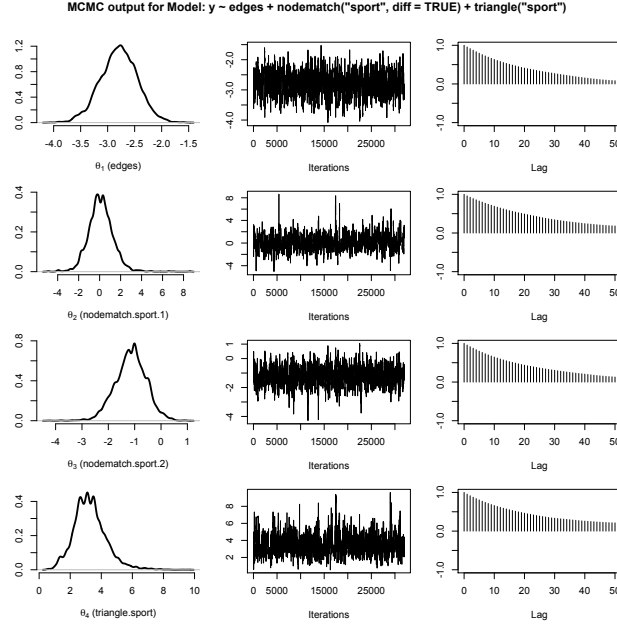 MCMC output for Model: y ~ edges + nodematch("sport", diff = TRUE) + triangle("sport")
0.0 0.4 0.8 1.2
-4.0 -3.5 -3.0 -2.5 -2.0 -1.5
θ1 (edges)
-4.0 -3.0 -2.0
0 5000 15000 25000
Iterations
-1.0 0.0 1.0
0 10 20 30 40 50
Lag
0.0 0.2 0.4
-4 -2 0 2 4 6 8
θ2 (nodematch.sport.1)
-4 0 4 8
0 5000 15000 25000
Iterations
-1.0 0.0 1.0
0 10 20 30 40 50
Lag
0.0 0.4 0.8
-4 -3 -2 -1 0 1
θ3 (nodematch.sport.2)
-4 -2 0 1
0 5000 15000 25000
Iterations
-1.0 0.0 1.0
0 10 20 30 40 50
Lag
0.0 0.2 0.4
0 2 4 6 8 10
θ4 (triangle.sport)
2 4 6 8
0 5000 15000 25000
Iterations
-1.0 0.0 1.0
0 10 20 30 40 50
Lag